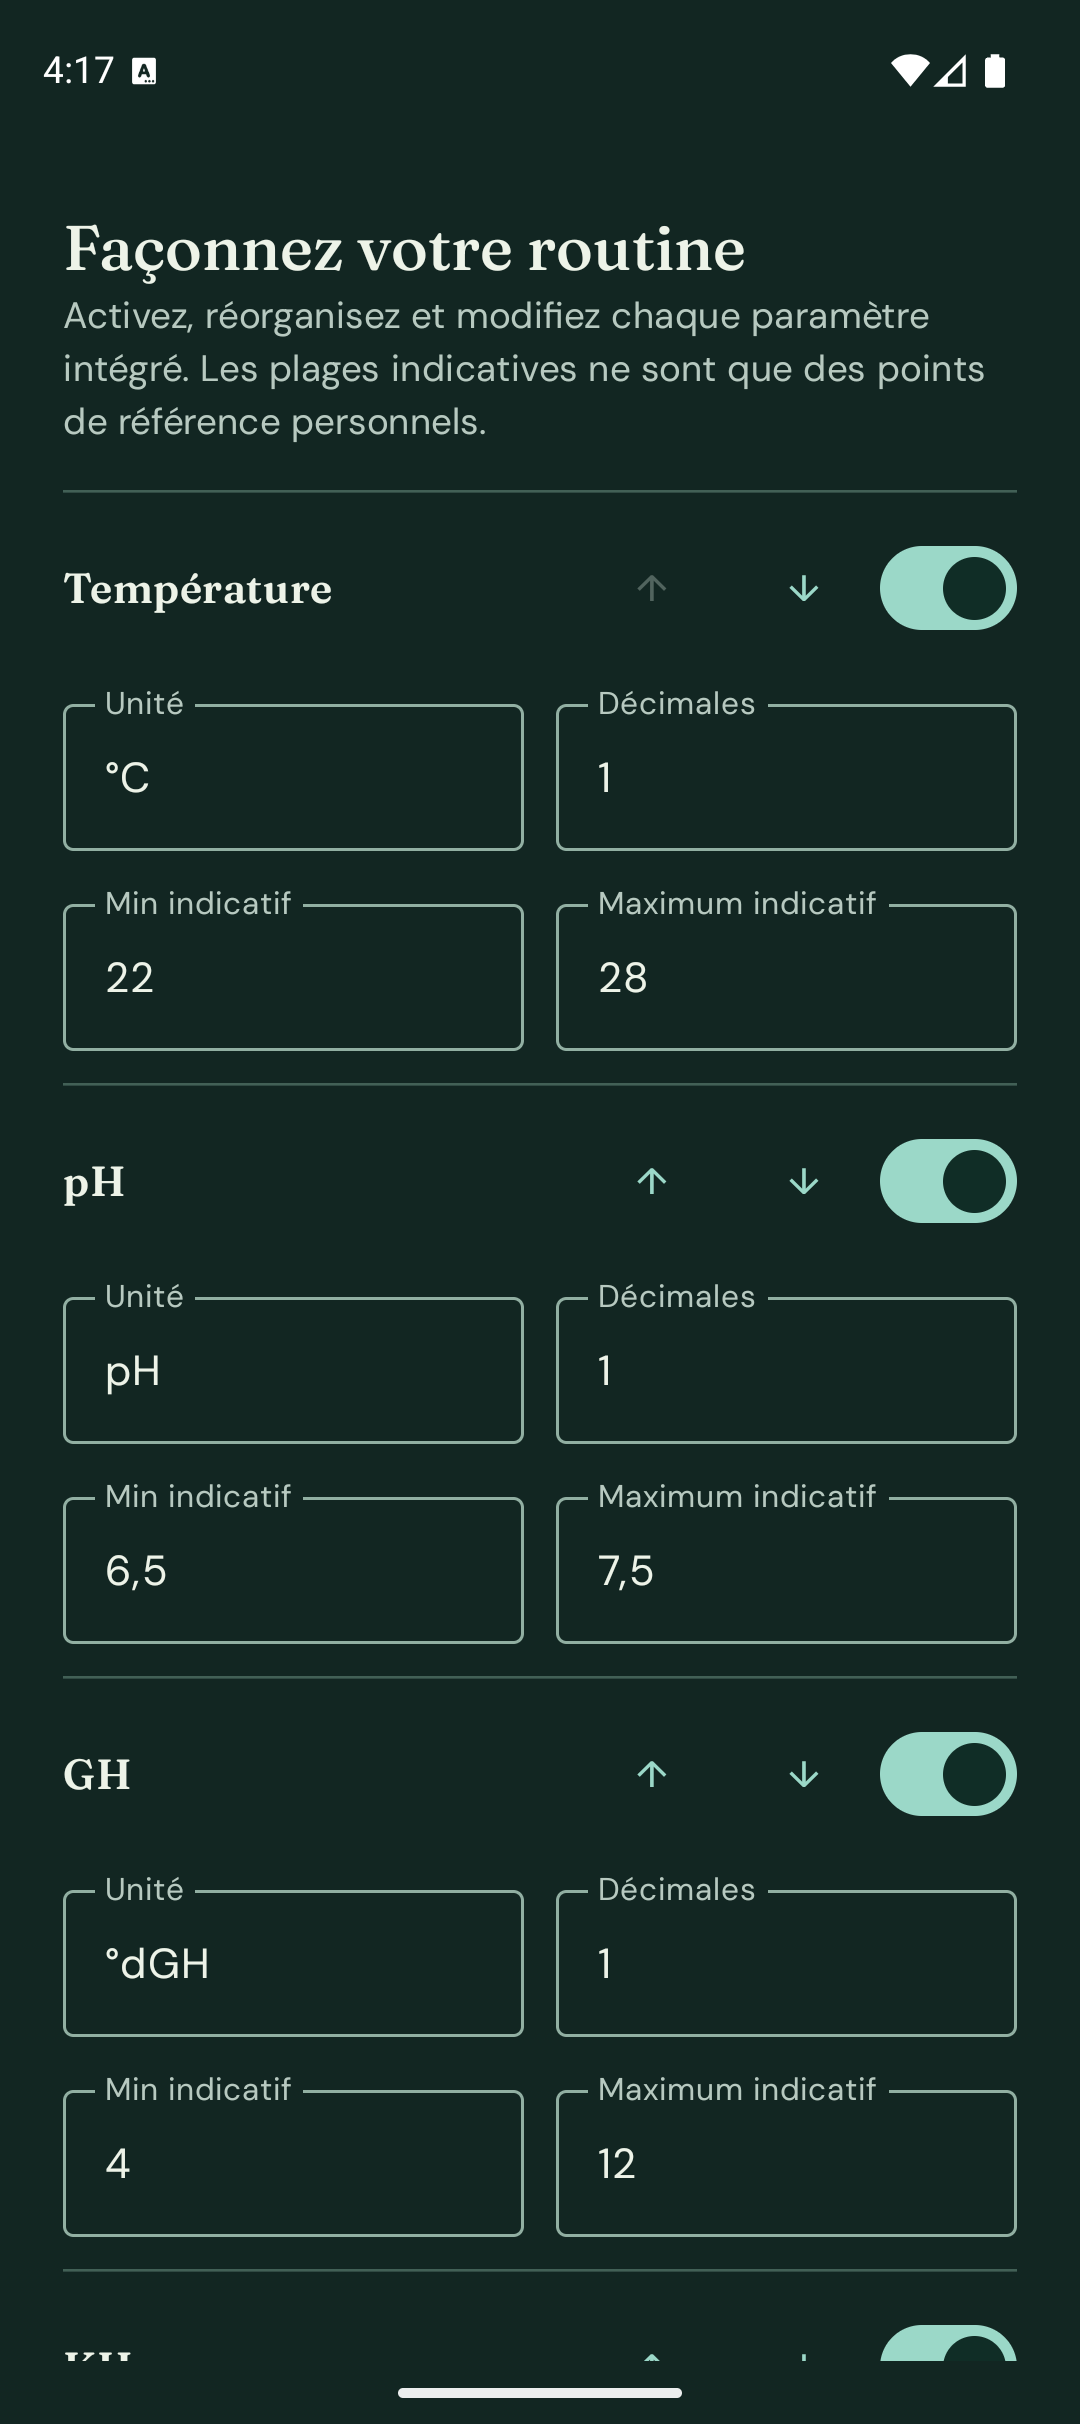 4:17
Façonnez votre routine
Activez, réorganisez et modifiez chaque paramètre
intégré. Les plages indicatives ne sont que des points
de référence personnels.
Température
Unité
°C
Décimales
1
Min indicatif
22
Maximum indicatif
28
pH
Unité
pH
Décimales
1
Min indicatif
6,5
Maximum indicatif
7,5
GH
Unité
°dGH
Décimales
1
Min indicatif
4
Maximum indicatif
12